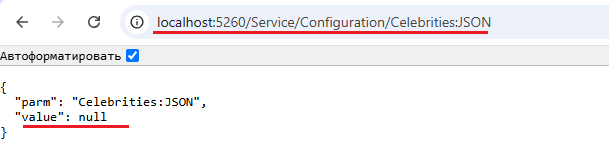 localhost:5260/Service/Configuration/Celebrities:JSON
Автоформатировать
{
"parm": "Celebrities:JSON",
"value": null
}